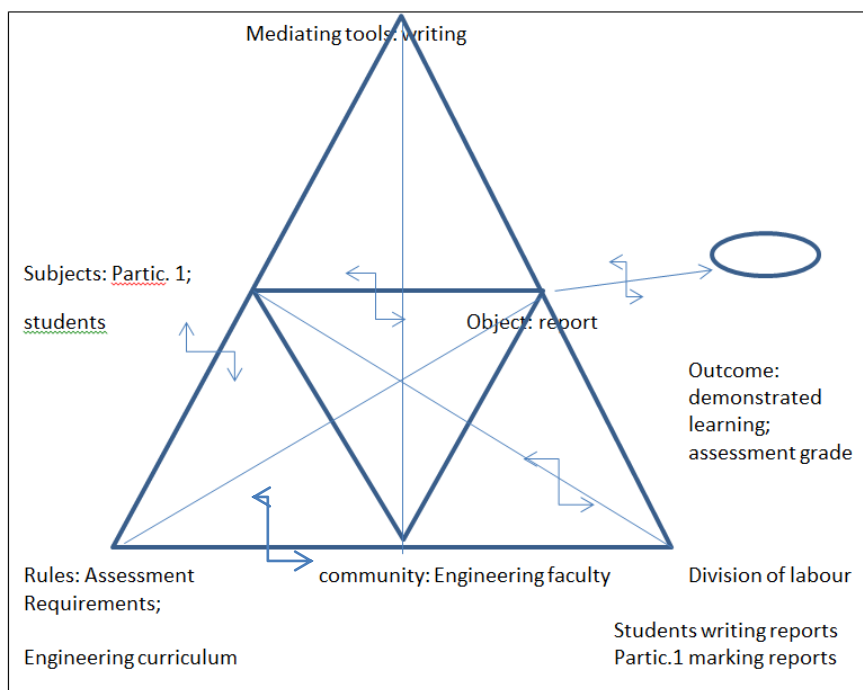 Mediating tools: writing
Subjects: Partic. 1;
students
Object: report
Outcome:
demonstrated
learning;
assessment grade
Rules: Assessment
Requirements;
Engineering curriculum
community: Engineering faculty
Division of labour
Students writing reports
Partic.1 marking reports